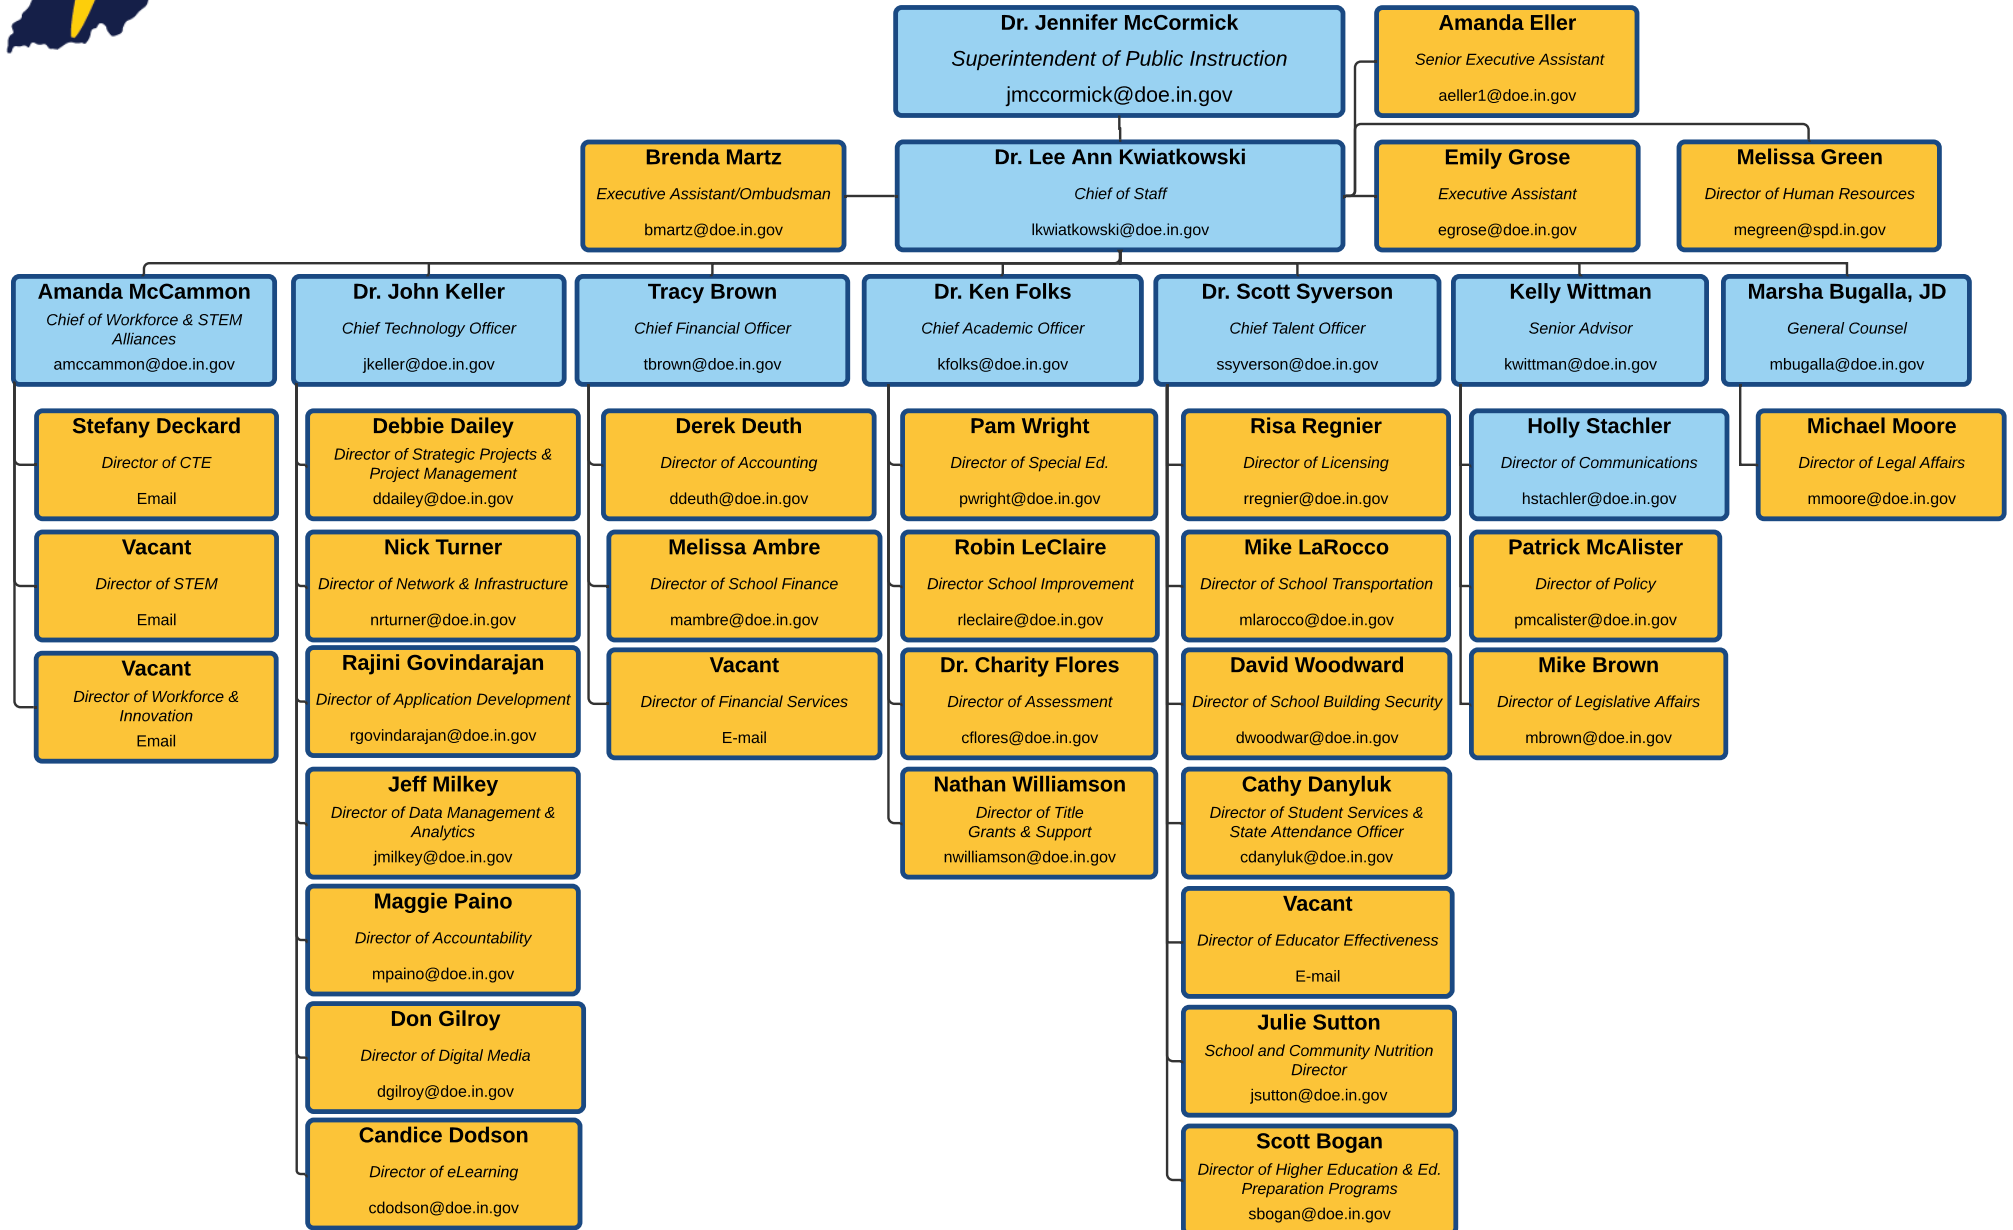 Dr. Jennifer McCormick
Superintendent of Public Instruction
jmccormick@doe.in.gov
Amanda Eller
Senior Executive Assistant
aeller1@doe.in.gov
Brenda Martz
Executive Assistant/Ombudsman
bmartz@doe.in.gov
Dr. Lee Ann Kwiatkowski
Chief of Staff
lkwiatkowski@doe.in.gov
Emily Grose
Executive Assistant
egrose@doe.in.gov
Melissa Green
Director of Human Resources
megreen@spd.in.gov
Amanda McCammon
Chief of Workforce & STEM
Alliances
amccammon@doe.in.gov
Dr. John Keller
Chief Technology Officer
jkeller@doe.in.gov
Tracy Brown
Chief Financial Officer
tbrown@doe.in.gov
Dr. Ken Folks
Chief Academic Officer
kfolks@doe.in.gov
Dr. Scott Syverson
Chief Talent Officer
ssyverson@doe.in.gov
Kelly Wittman
Senior Advisor
kwittman@doe.in.gov
Marsha Bugalla, JD
General Counsel
mbugalla@doe.in.gov
Stefany Deckard
Director of CTE
Email
Vacant
Director of STEM
Email
Vacant
Director of Workforce &
Innovation
Email
Debbie Dailey
Director of Strategic Projects &
Project Management
ddailey@doe.in.gov
Nick Turner
Director of Network & Infrastructure
nrturner@doe.in.gov
Rajini Govindarajan
Director of Application Development
rgovindarajan@doe.in.gov
Jeff Milkey
Director of Data Management &
Analytics
jmilkey@doe.in.gov
Maggie Paino
Director of Accountability
mpaino@doe.in.gov
Don Gilroy
Director of Digital Media
dgilroy@doe.in.gov
Candice Dodson
Director of eLearning
cdodson@doe.in.gov
Derek Deuth
Director of Accounting
ddeuth@doe.in.gov
Melissa Ambre
Director of School Finance
mambre@doe.in.gov
Vacant
Director of Financial Services
E-mail
Pam Wright
Director of Special Ed.
pwright@doe.in.gov
Robin LeClaire
Director School Improvement
rleclaire@doe.in.gov
Dr. Charity Flores
Director of Assessment
cflores@doe.in.gov
Nathan Williamson
Director of Title
Grants & Support
nwilliamson@doe.in.gov
Risa Regnier
Director of Licensing
rregnier@doe.in.gov
Mike LaRocco
Director of School Transportation
mlarocco@doe.in.gov
David Woodward
Director of School Building Security
dwoodwar@doe.in.gov
Cathy Danyluk
Director of Student Services &
State Attendance Officer
cdanyluk@doe.in.gov
Vacant
Director of Educator Effectiveness
E-mail
Julie Sutton
School and Community Nutrition
Director
jsutton@doe.in.gov
Scott Bogan
Director of Higher Education & Ed.
Preparation Programs
sbogan@doe.in.gov
Holly Stachler
Director of Communications
hstachler@doe.in.gov
Patrick McAlister
Director of Policy
pmcalister@doe.in.gov
Mike Brown
Director of Legislative Affairs
mbrown@doe.in.gov
Michael Moore
Director of Legal Affairs
mmoore@doe.in.gov